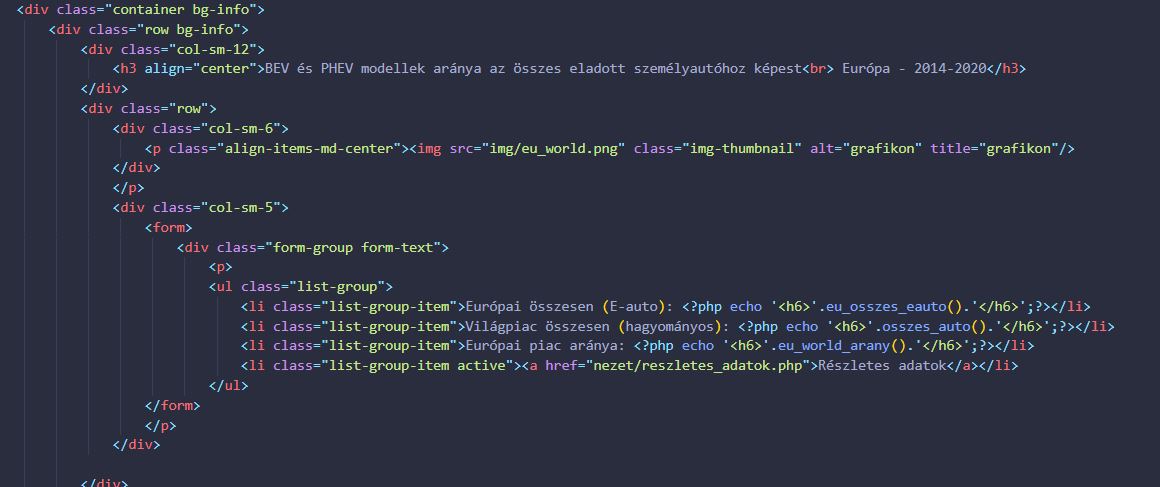 <div class="container bg-info">
<div class="row bg-info">
<div class="col-sm-12">
<h3 align="center">BEV és PHEV modellek aránya az összes eladott személyautóhoz képest<br> Európa - 2014-2020</h3>
</div>
<div class="row">
<div class="col-sm-6">
<p class="align-items-md-center"><img src="img/eu_world.png" class="img-thumbnail" alt="grafikon" title="grafikon"/>
</div>
</p>
<div class="col-sm-5">
<form>
<div class="form-group form-text">
<p>
<ul class="list-group">
<li class="list-group-item">Európai összesen (E-auto): <?php echo '<h6>'.eu_osszes_eauto().'</h6>';?></li>
<li class="list-group-item">Világpiac összesen (hagyományos): <?php echo '<h6>'.osszes_auto().'</h6>';?></li>
<li class="list-group-item">Európai piac aránya: <?php echo '<h6>'.eu_world_arany().'</h6>';?></li>
<li class="list-group-item active"><a href="nezet/reszletes_adatok.php">Részletes adatok</a></li>
</ul>
</form>
</p>
</div>
</div>